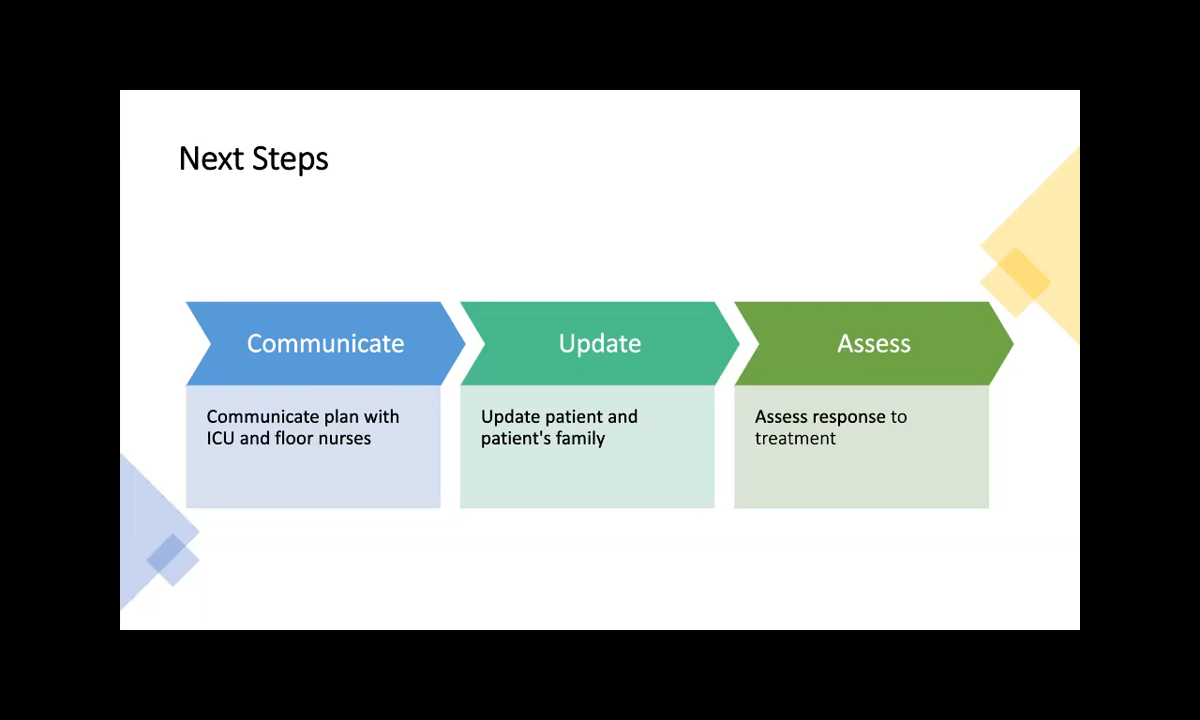 Next Steps
Communicate
Communicate plan with
ICU and floor nurses
Update
Update patient and
patient's family
Assess
Assess response to
treatment